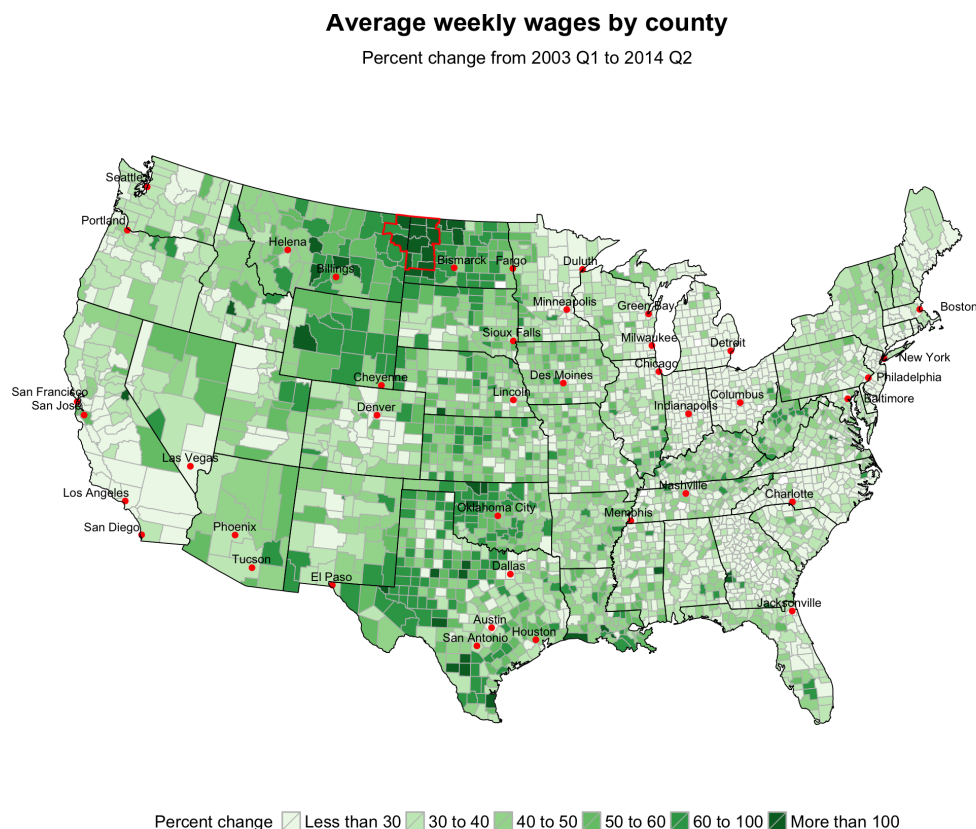 Average weekly wages by county
Percent change from 2003 Q1 to 2014 Q2
Seattle
Portland
Helena
Billings
Bismarck
Fargo
Duluth
Minneapolis
Green Bay
Boston
Sioux Falls
Milwaukee
Detroit
New York
Chicago
Cheyenne
Des Moines
Philadelphia
San Francisco
Lincoln
Columbus
Baltimore
San Jose
Denver
Indianapolis
Las Vegas
Los Angeles
Nashville
Charlotte
Oklahoma City
Memphis
San Diego
Phoenix
Tucson
Dallas
El Paso
Jacksonville
Austin
San Antonio
Houston
Percent change Less than 30 30 to 40 40 to 50 50 to 60 60 to 100 More than 100